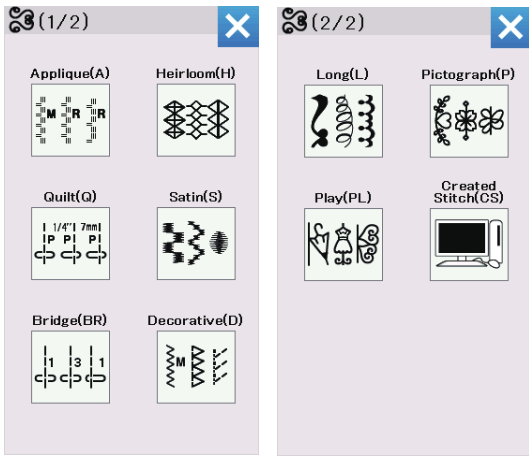 (1/2)
Applique(A) Heirloom(H)
M R R
Quilt(Q) Satin(S)
1/4" 7mm
P P P
Bridge(BR) Decorative(D)
1 3 1 M
(2/2)
Long(L) Pictograph(P)
Play(PL) Created
Stitch(CS)